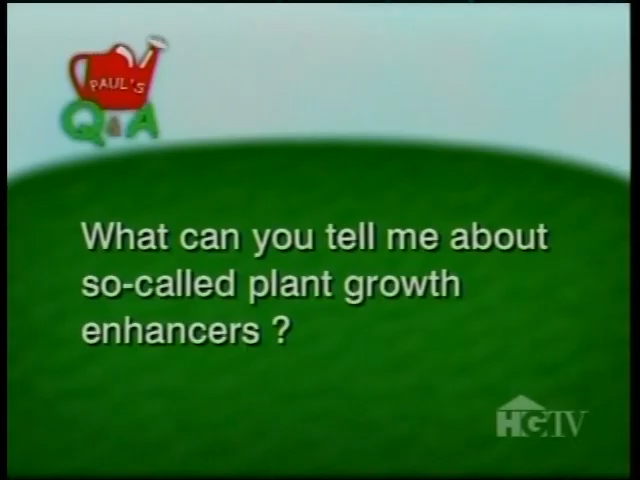 PAUL'S
Q&A
What can you tell me about
so-called plant growth
enhancers ?
HGTV